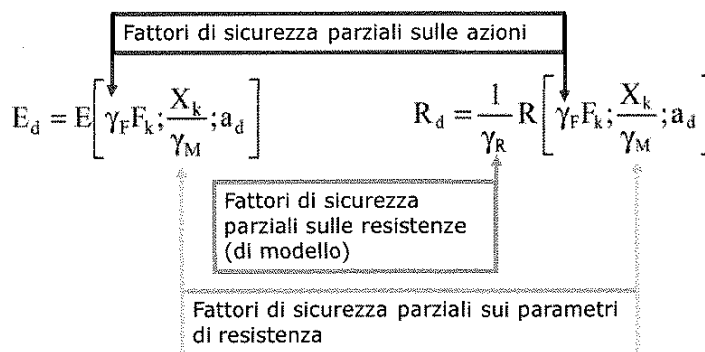 Fattori di sicurezza parziali sulle azioni
E_d = E[γ_F F_k; X_k/γ_M; a_d]
R_d = 1/γ_R R[γ_F F_k; X_k/γ_M; a_d]
Fattori di sicurezza
parziali sulle resistenze
(di modello)
Fattori di sicurezza parziali sui parametri
di resistenza